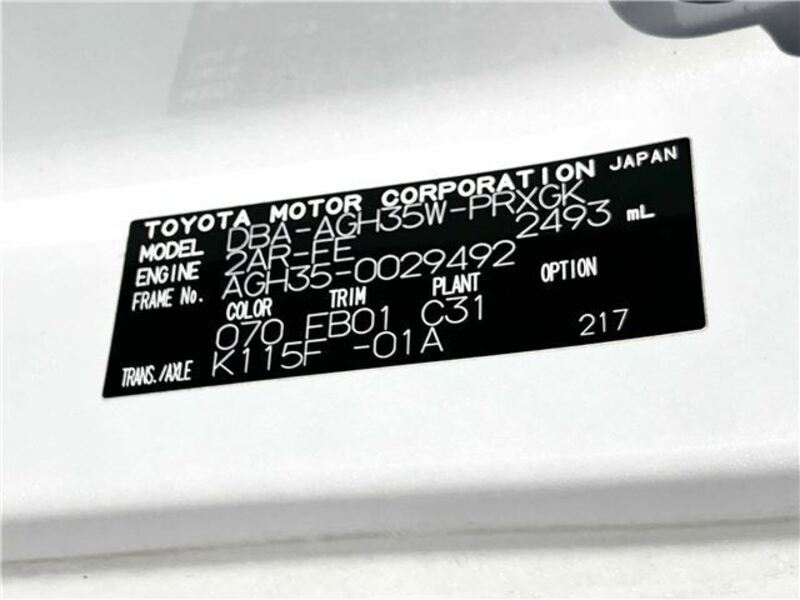 TOYOTA MOTOR CORPORATION JAPAN
MODEL DBA-AGH35W-PRXGK
ENGINE 2AR-FE 2493 mL
FRAME No. AGH35-0029492
COLOR TRIM PLANT OPTION
070 FB01 C31
TRANS./AXLE K115F -01A 217